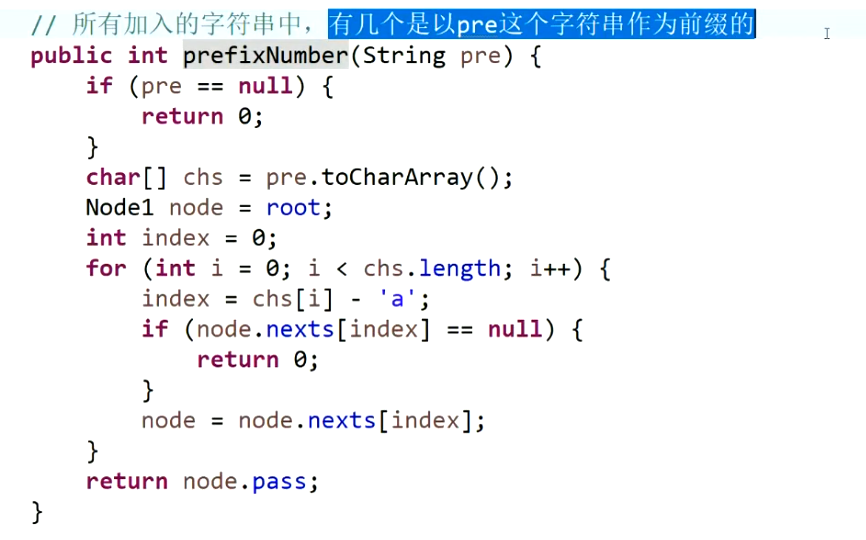 // 所有加入的字符串中，有几个是以pre这个字符串作为前缀的
public int prefixNumber(String pre) {
    if (pre == null) {
        return 0;
    }
    char[] chs = pre.toCharArray();
    Node1 node = root;
    int index = 0;
    for (int i = 0; i < chs.length; i++) {
        index = chs[i] - 'a';
        if (node.nexts[index] == null) {
            return 0;
        }
        node = node.nexts[index];
    }
    return node.pass;
}